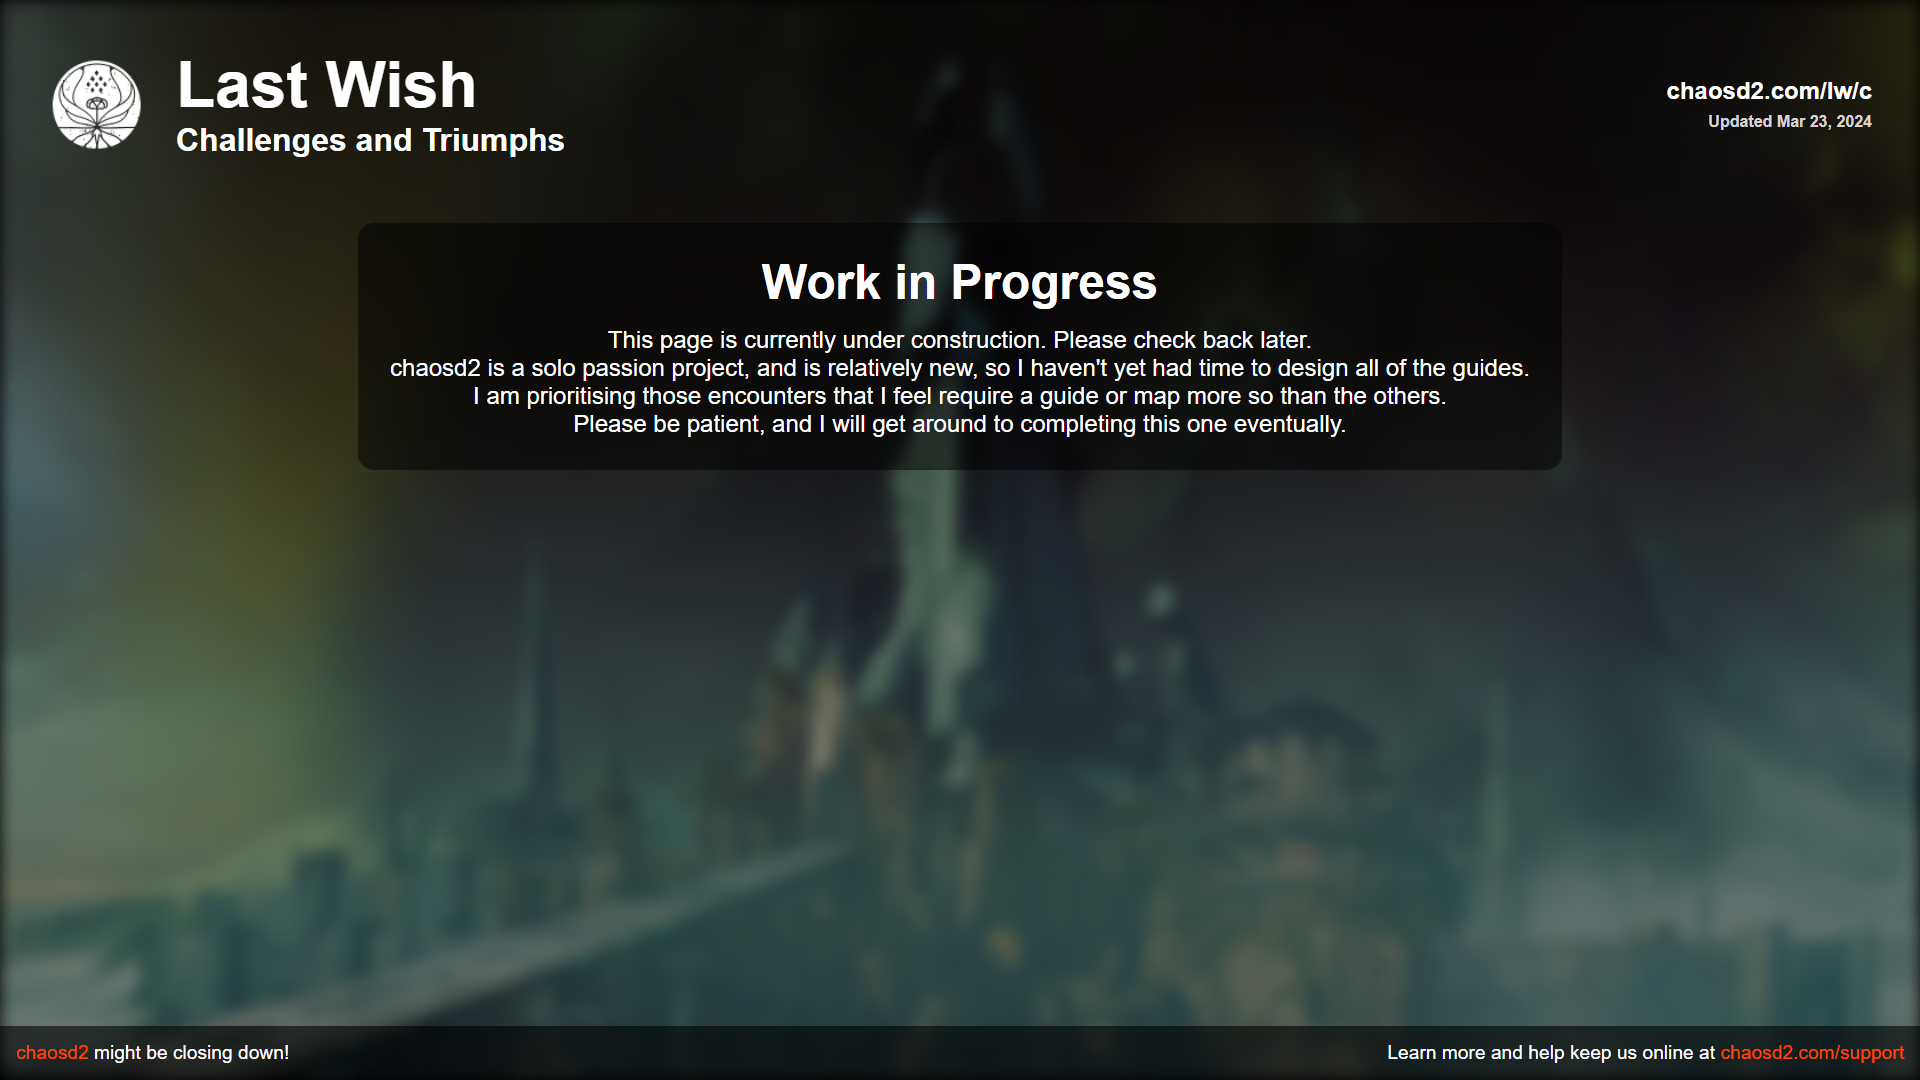 Last Wish
Challenges and Triumphs
chaosd2.com/lw/c
Updated Mar 23, 2024
Work in Progress
This page is currently under construction. Please check back later.
chaosd2 is a solo passion project, and is relatively new, so I haven't yet had time to design all of the guides.
I am prioritising those encounters that I feel require a guide or map more so than the others.
Please be patient, and I will get around to completing this one eventually.
chaosd2 might be closing down!
Learn more and help keep us online at chaosd2.com/support